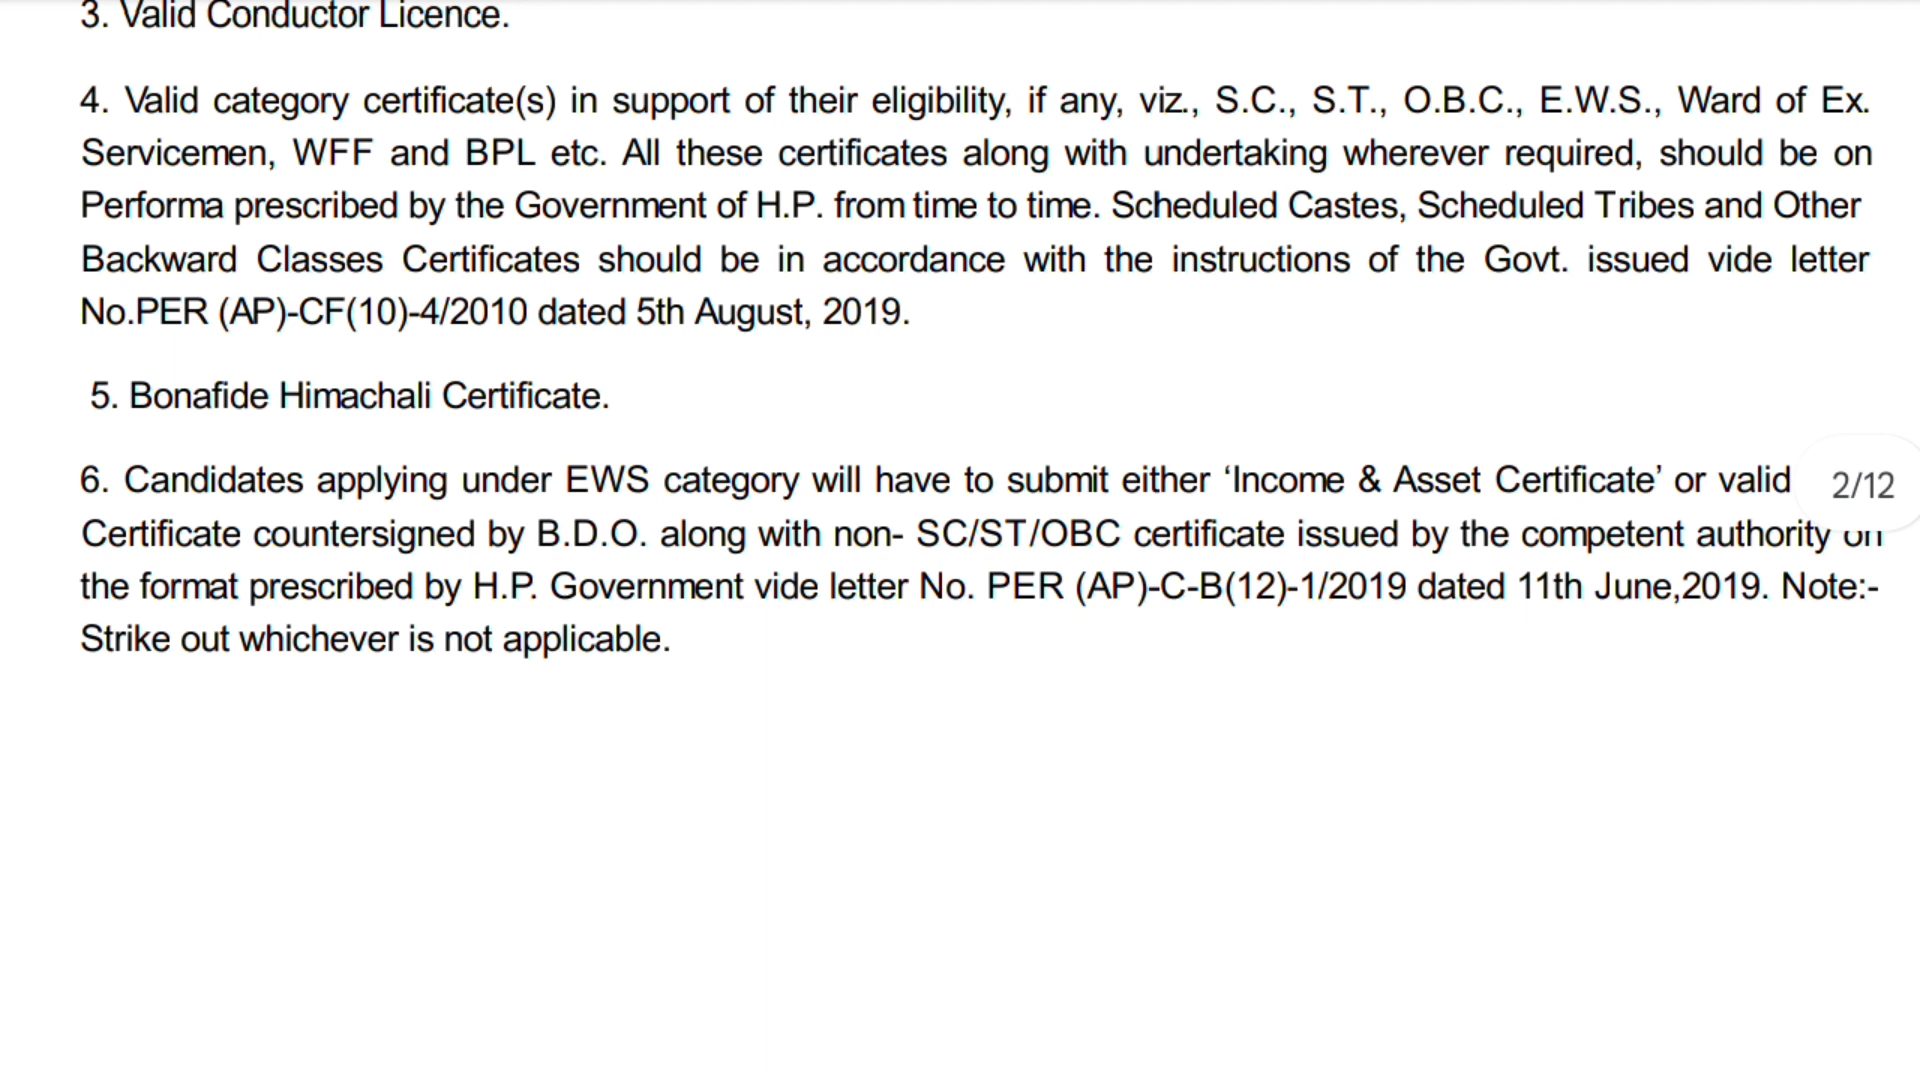 3. Valid Conductor Licence.
4. Valid category certificate(s) in support of their eligibility, if any, viz., S.C., S.T., O.B.C., E.W.S., Ward of Ex.
Servicemen, WFF and BPL etc. All these certificates along with undertaking wherever required, should be on
Performa prescribed by the Government of H.P. from time to time. Scheduled Castes, Scheduled Tribes and Other
Backward Classes Certificates should be in accordance with the instructions of the Govt. issued vide letter
No.PER (AP)-CF(10)-4/2010 dated 5th August, 2019.
5. Bonafide Himachali Certificate.
6. Candidates applying under EWS category will have to submit either ‘Income & Asset Certificate’ or valid
2/12
Certificate countersigned by B.D.O. along with non- SC/ST/OBC certificate issued by the competent authority on
the format prescribed by H.P. Government vide letter No. PER (AP)-C-B(12)-1/2019 dated 11th June,2019. Note:-
Strike out whichever is not applicable.